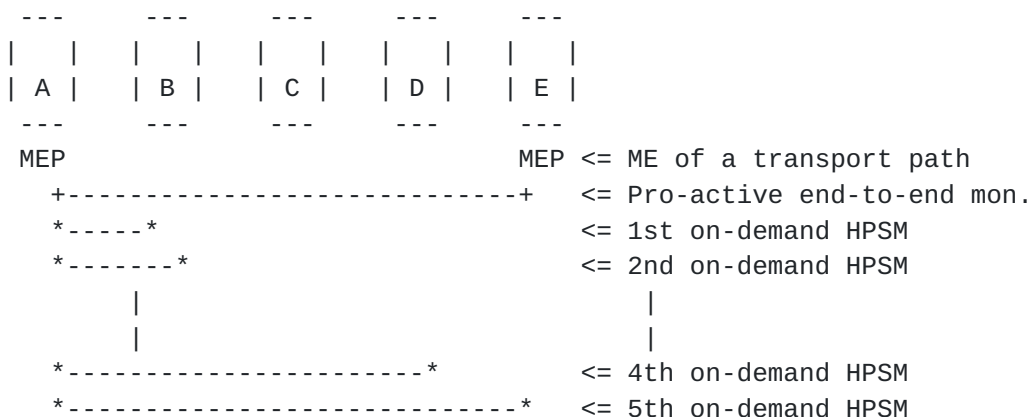 ---     ---     ---     ---     ---
|   |   |   |   |   |   |   |   |   |
| A |   | B |   | C |   | D |   | E |
 ---     ---     ---     ---     ---
 MEP                             MEP <= ME of a transport path
   +-----------------------------+   <= Pro-active end-to-end mon.
   *-----*                           <= 1st on-demand HPSM
   *-------*                         <= 2nd on-demand HPSM
        |                                |
        |                                |
   *-----------------------*         <= 4th on-demand HPSM
   *-----------------------------*   <= 5th on-demand HPSM